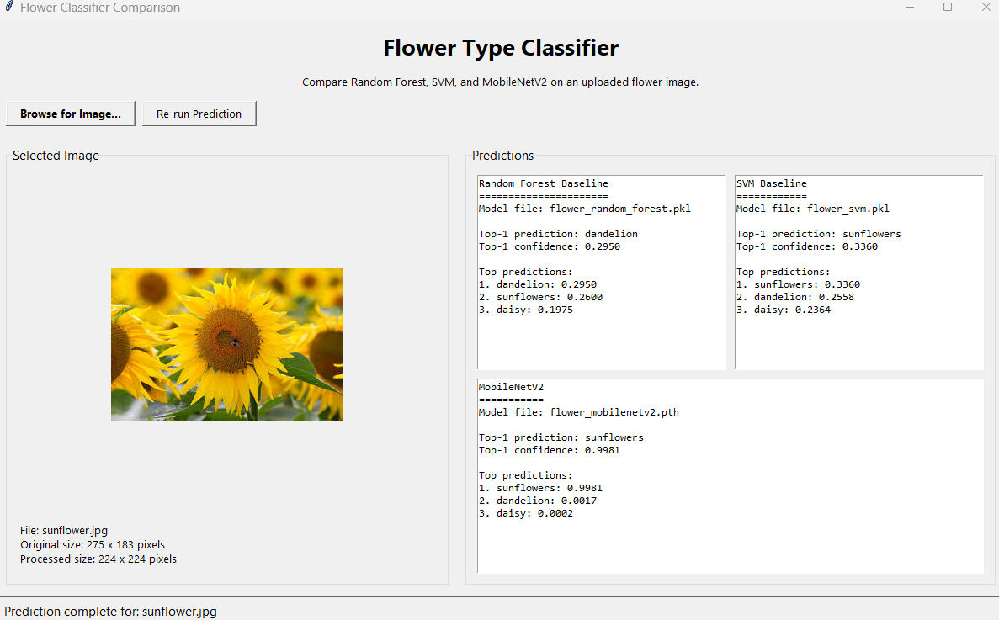 Flower Classifier Comparison
Flower Type Classifier
Compare Random Forest, SVM, and MobileNetV2 on an uploaded flower image.
Browse for Image...
Re-run Prediction
Selected Image
File: sunflower.jpg
Original size: 275 x 183 pixels
Processed size: 224 x 224 pixels
Predictions
Random Forest Baseline
======================
Model file: flower_random_forest.pkl
Top-1 prediction: dandelion
Top-1 confidence: 0.2950
Top predictions:
1. dandelion: 0.2950
2. sunflowers: 0.2600
3. daisy: 0.1975
SVM Baseline
============
Model file: flower_svm.pkl
Top-1 prediction: sunflowers
Top-1 confidence: 0.3360
Top predictions:
1. sunflowers: 0.3360
2. dandelion: 0.2558
3. daisy: 0.2364
MobileNetV2
===========
Model file: flower_mobilenetv2.pth
Top-1 prediction: sunflowers
Top-1 confidence: 0.9981
Top predictions:
1. sunflowers: 0.9981
2. dandelion: 0.0017
3. daisy: 0.0002
Prediction complete for: sunflower.jpg